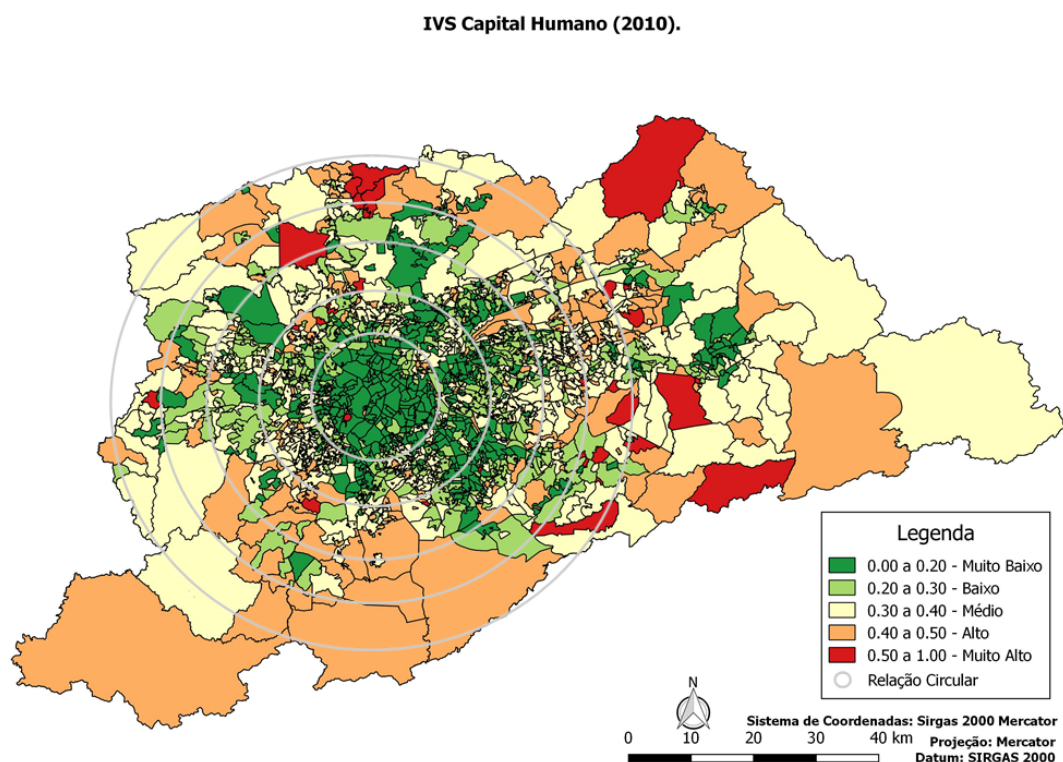 IVS Capital Humano (2010).
Legenda
0.00 a 0.20 - Muito Baixo
0.20 a 0.30 - Baixo
0.30 a 0.40 - Médio
0.40 a 0.50 - Alto
0.50 a 1.00 - Muito Alto
Relação Circular
N
Sistema de Coordenadas: Sirgas 2000 Mercator
0 10 20 30 40 km
Projeção: Mercator
Datum: SIRGAS 2000